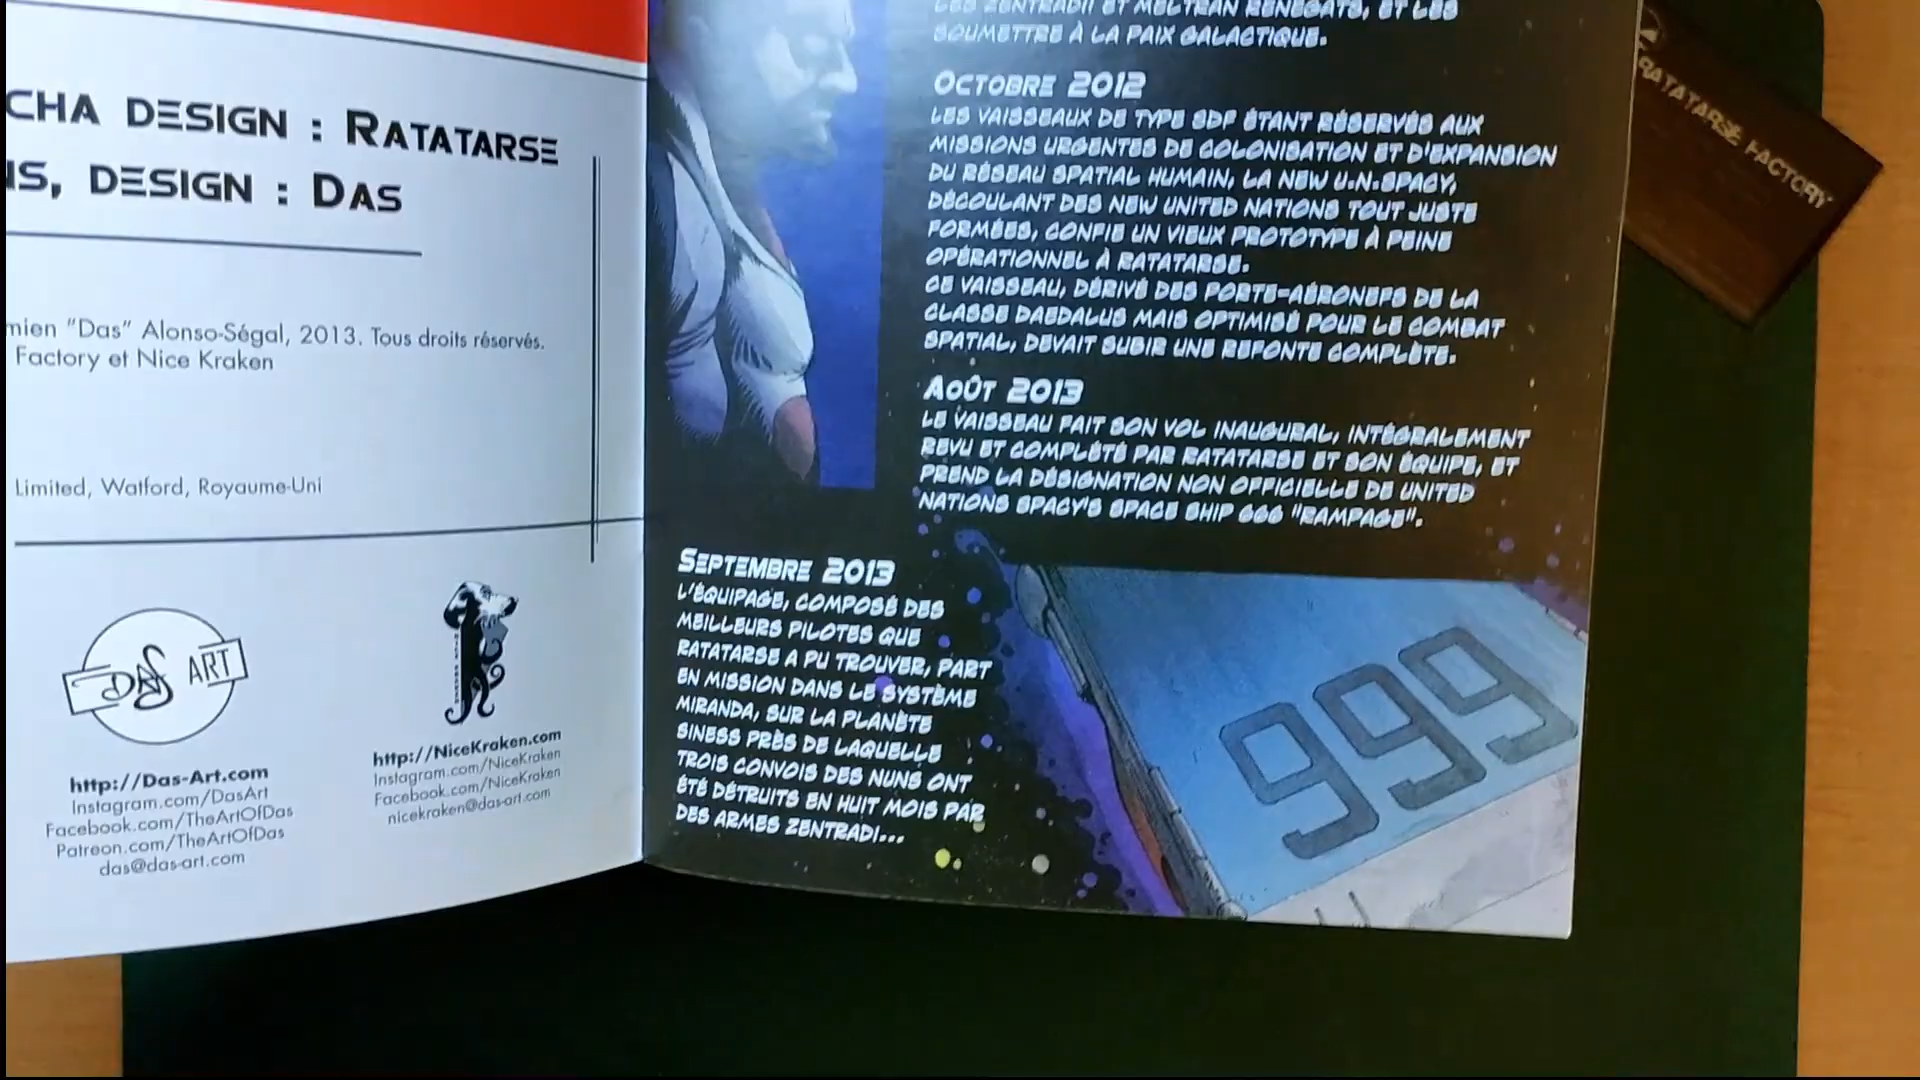 CHA DESIGN : RATATARSE
NS, DESIGN : DAS
mien "Das" Alonso-Ségal, 2013. Tous droits réservés.
Factory et Nice Kraken
Limited, Watford, Royaume-Uni
DAS ART
http://Das-Art.com
Instagram.com/DasArt
Facebook.com/TheArtOfDas
Patreon.com/TheArtOfDas
das@das-art.com
http://NiceKraken.com
Instagram.com/NiceKraken
Facebook.com/NiceKraken
nicekraken@das-art.com
LES ZENTRADII ET MELTRAN RENEGATS, ET LES
SOUMETTRE À LA PAIX GALACTIQUE.
OCTOBRE 2012
LES VAISSEAUX DE TYPE SDF ÉTANT RÉSERVÉS AUX
MISSIONS URGENTES DE COLONISATION ET D'EXPANSION
DU RÉSEAU SPATIAL HUMAIN, LA NEW U.N.SPACY,
DÉCOULANT DES NEW UNITED NATIONS TOUT JUSTE
FORMÉES, CONFIE UN VIEUX PROTOTYPE À PEINE
OPÉRATIONNEL À RATATARSE.
CE VAISSEAU, DÉRIVÉ DES PORTE-AÉRONEFS DE LA
CLASSE DAEDALUS MAIS OPTIMISÉ POUR LE COMBAT
SPATIAL, DEVAIT SUBIR UNE REFONTE COMPLÈTE.
AOÛT 2013
LE VAISSEAU FAIT SON VOL INAUGURAL, INTÉGRALEMENT
REVU ET COMPLÉTÉ PAR RATATARSE ET SON ÉQUIPE, ET
PREND LA DÉSIGNATION NON OFFICIELLE DE UNITED
NATIONS SPACY'S SPACE SHIP 666 "RAMPAGE".
SEPTEMBRE 2013
L'ÉQUIPAGE, COMPOSÉ DES
MEILLEURS PILOTES QUE
RATATARSE A PU TROUVER, PART
EN MISSION DANS LE SYSTÈME
MIRANDA, SUR LA PLANÈTE
SINESS PRÈS DE LAQUELLE
TROIS CONVOIS DES NUNS ONT
ÉTÉ DÉTRUITS EN HUIT MOIS PAR
DES ARMES ZENTRADI...
999
RATATARSE FACTORY